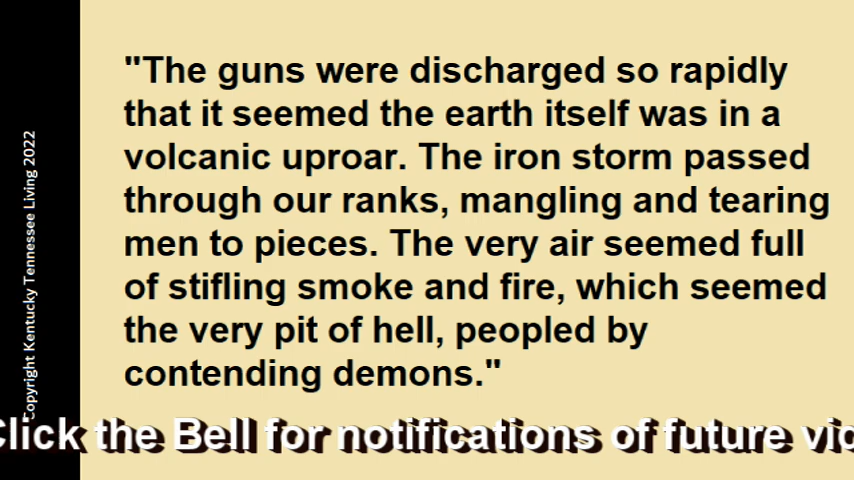 "The guns were discharged so rapidly
that it seemed the earth itself was in a
volcanic uproar. The iron storm passed
through our ranks, mangling and tearing
men to pieces. The very air seemed full
of stifling smoke and fire, which seemed
the very pit of hell, peopled by
contending demons."
Click the Bell for notifications of future
Copyright Kentucky Tennessee Living 2022